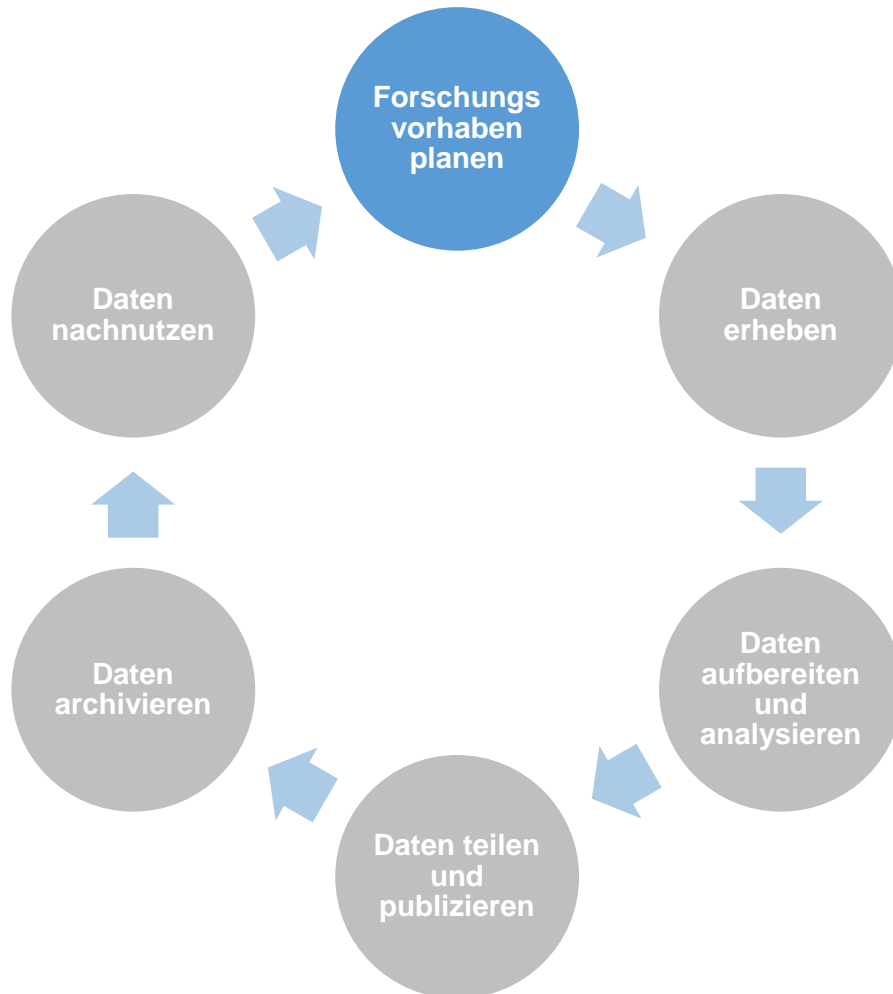 Forschungs
vorhaben
planen
Daten
erheben
Daten
aufbereiten
und
analysieren
Daten teilen
und
publizieren
Daten
archivieren
Daten
nachnutzen